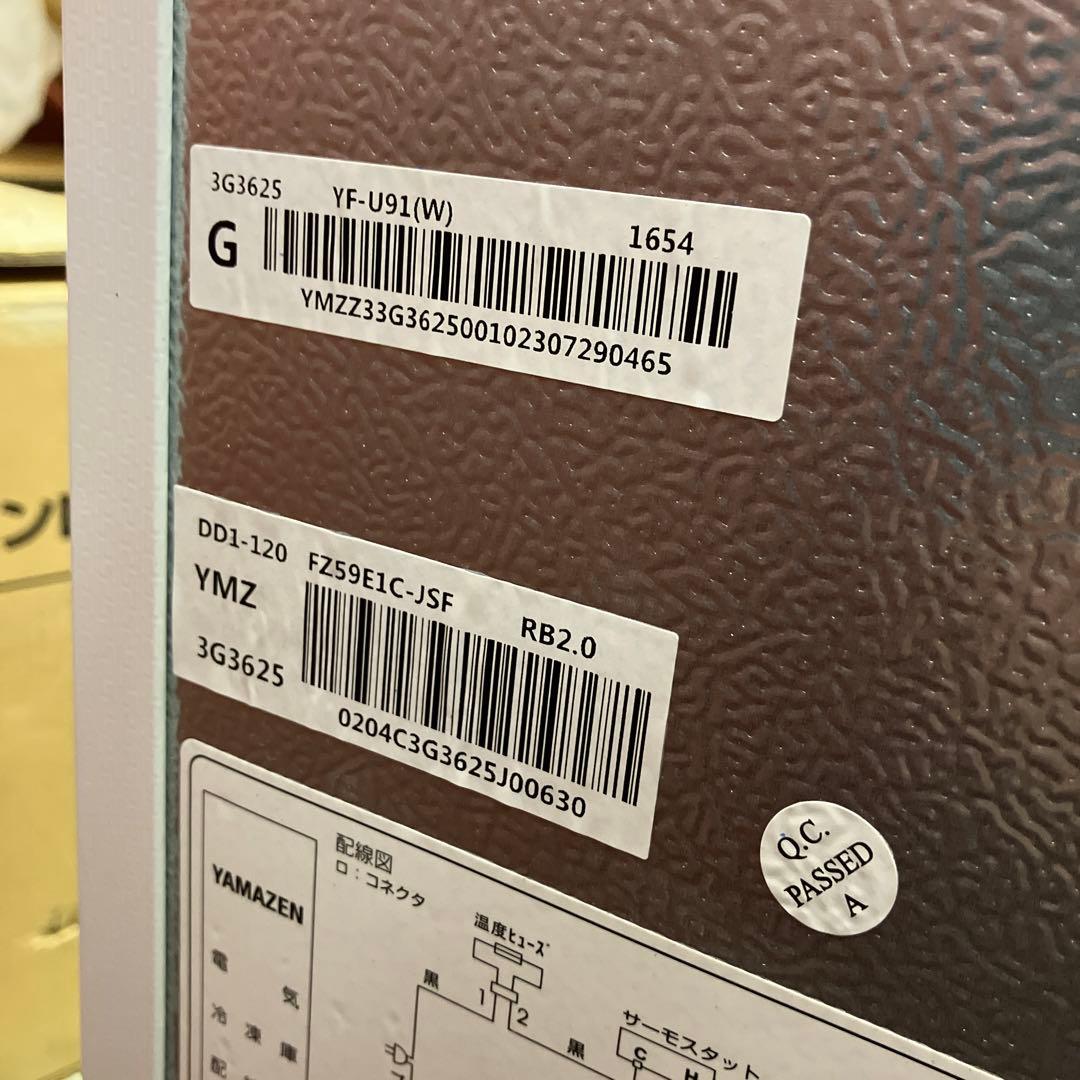 3G3625 YF-U91(W) 1654
G
YMZZ33G362500102307290465
DD1-120 FZ59E1C-JSF
YMZ RB2.0
3G3625
0204C3G3625J00630
Q.C.
PASSED
A
YAMAZEN
電気
冷凍庫
配
配線図
ロ：コネクタ
温度ヒューズ
黒 1
2
黒
サーモスタット
C
H